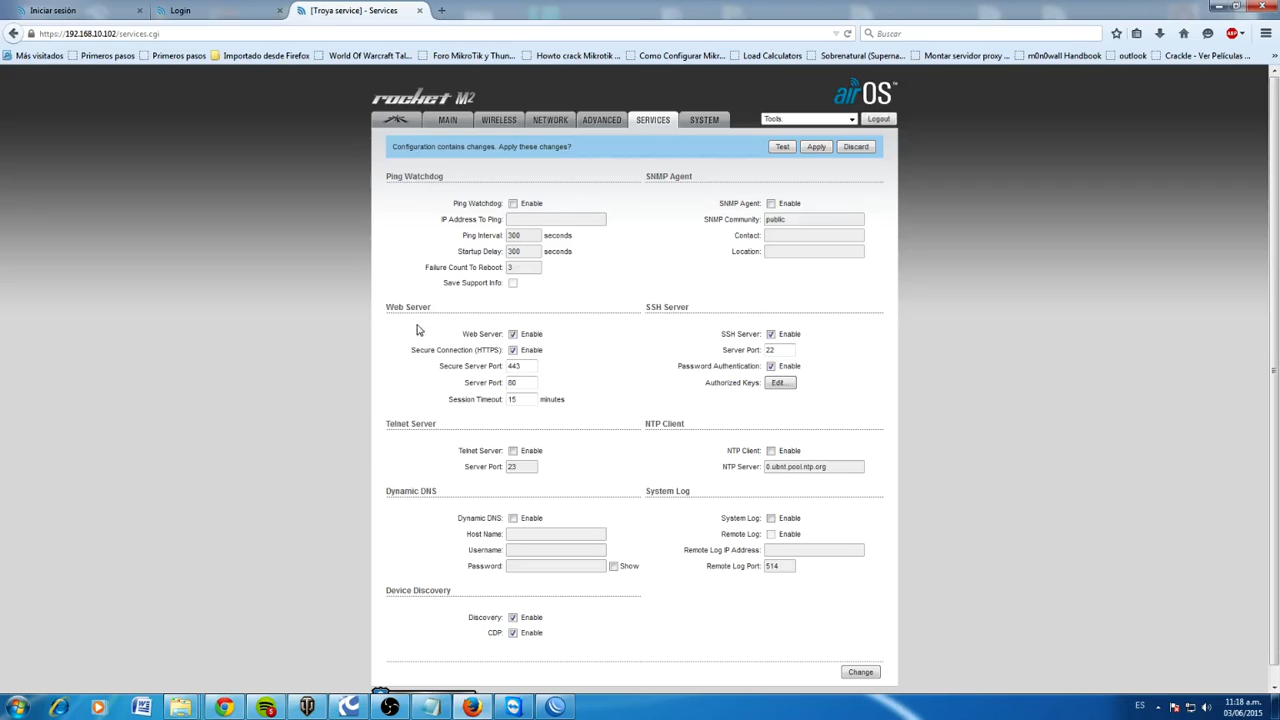 Iniciar sesión
Login
[Troya service] - Services
https://192.168.10.102/services.cgi
Buscar
Más visitados
Primeros pasos
Primeros pasos
Importado desde Firefox
World Of Warcraft Tal...
Foro MikroTik y Thun...
Howto crack Mikrotik ...
Como Configurar Mikr...
Load Calculators
Sobrenatural (Superna...
Montar servidor proxy ...
m0n0wall Handbook
outlook
Crackle - Ver Películas ...
rocket M2
airOS™
MAIN
WIRELESS
NETWORK
ADVANCED
SERVICES
SYSTEM
Tools:
Logout
Configuration contains changes. Apply these changes?
Test
Apply
Discard
Ping Watchdog
Ping Watchdog: Enable
IP Address To Ping:
Ping Interval: 300 seconds
Startup Delay: 300 seconds
Failure Count To Reboot: 3
Save Support Info:
SNMP Agent
SNMP Agent: Enable
SNMP Community: public
Contact:
Location:
Web Server
Web Server: Enable
Secure Connection (HTTPS): Enable
Secure Server Port: 443
Server Port: 80
Session Timeout: 15 minutes
SSH Server
SSH Server: Enable
Server Port: 22
Password Authentication: Enable
Authorized Keys: Edit...
Telnet Server
Telnet Server: Enable
Server Port: 23
NTP Client
NTP Client: Enable
NTP Server: 0.ubnt.pool.ntp.org
Dynamic DNS
Dynamic DNS: Enable
Host Name:
Username:
Password: Show
System Log
System Log: Enable
Remote Log: Enable
Remote Log IP Address:
Remote Log Port: 514
Device Discovery
Discovery: Enable
CDP: Enable
Change
ES
11:18 a.m.
03/06/2015